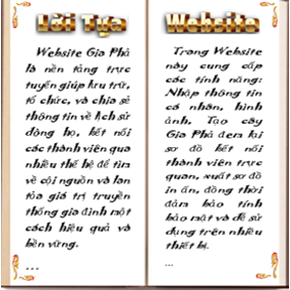 Lời Tựa
Website Gia Phả
là nền tảng trực
tuyến giúp lưu trữ,
tổ chức, và chia sẻ
thông tin về lịch sử
dòng họ, kết nối
các thành viên qua
nhiều thế hệ để tìm
về cội nguồn và lan
tỏa giá trị truyền
thống gia đình một
cách hiệu quả và
bền vững.
...
Website
Trang Website
này cung cấp
các tính năng:
Nhập thông tin
cá nhân, hình
ảnh, Tạo cây
Gia Phả đem lại
sơ đồ kết nối
thành viên trực
quan, xuất sơ đồ
in ấn, đồng thời
đảm bảo tính
bảo mật và dễ sử
dụng trên nhiều
thiết bị.
...